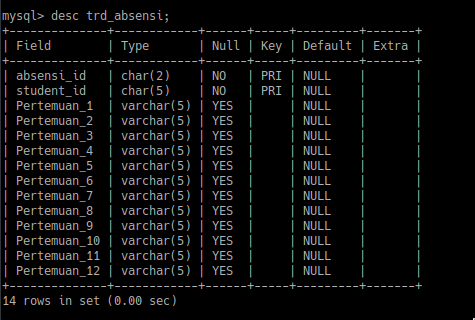 mysql> desc trd_absensi;
+--------------+------------+------+-----+---------+-------+
| Field        | Type       | Null | Key | Default | Extra |
+--------------+------------+------+-----+---------+-------+
| absensi_id   | char(2)    | NO   | PRI | NULL    |       |
| student_id   | char(5)    | NO   | PRI | NULL    |       |
| Pertemuan_1  | varchar(5) | YES  |     | NULL    |       |
| Pertemuan_2  | varchar(5) | YES  |     | NULL    |       |
| Pertemuan_3  | varchar(5) | YES  |     | NULL    |       |
| Pertemuan_4  | varchar(5) | YES  |     | NULL    |       |
| Pertemuan_5  | varchar(5) | YES  |     | NULL    |       |
| Pertemuan_6  | varchar(5) | YES  |     | NULL    |       |
| Pertemuan_7  | varchar(5) | YES  |     | NULL    |       |
| Pertemuan_8  | varchar(5) | YES  |     | NULL    |       |
| Pertemuan_9  | varchar(5) | YES  |     | NULL    |       |
| Pertemuan_10 | varchar(5) | YES  |     | NULL    |       |
| Pertemuan_11 | varchar(5) | YES  |     | NULL    |       |
| Pertemuan_12 | varchar(5) | YES  |     | NULL    |       |
+--------------+------------+------+-----+---------+-------+
14 rows in set (0.00 sec)